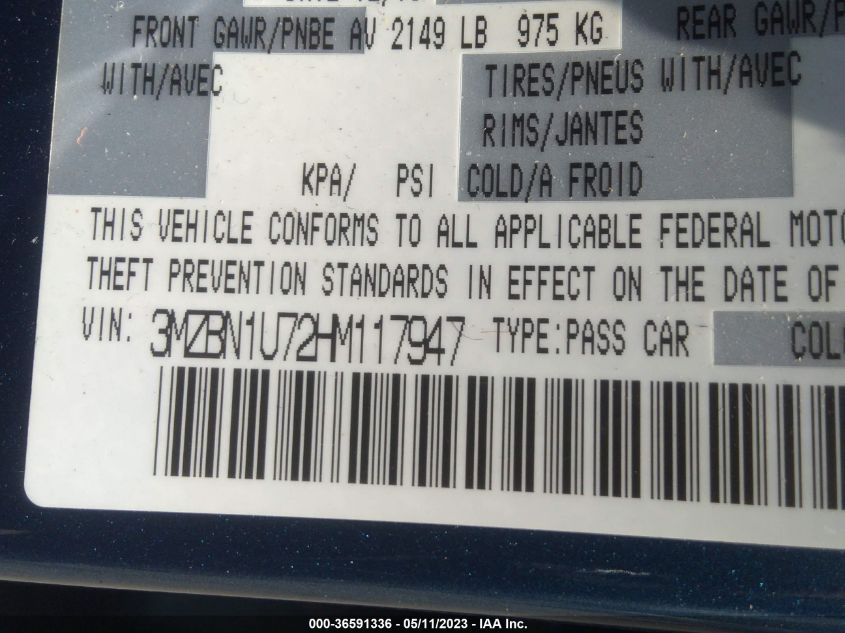 FRONT GAWR/PNBE AV 2149 LB 975 KG REAR GAWR/
WITH/AVEC TIRES/PNEUS WITH/AVEC
RIMS/JANTES
KPA/ PSI COLD/A FROID
THIS VEHICLE CONFORMS TO ALL APPLICABLE FEDERAL MOTO
THEFT PREVENTION STANDARDS IN EFFECT ON THE DATE OF
VIN: 3MZBN1U72HM117947 TYPE:PASS CAR COL
000-36591336 - 05/11/2023 - IAA Inc.